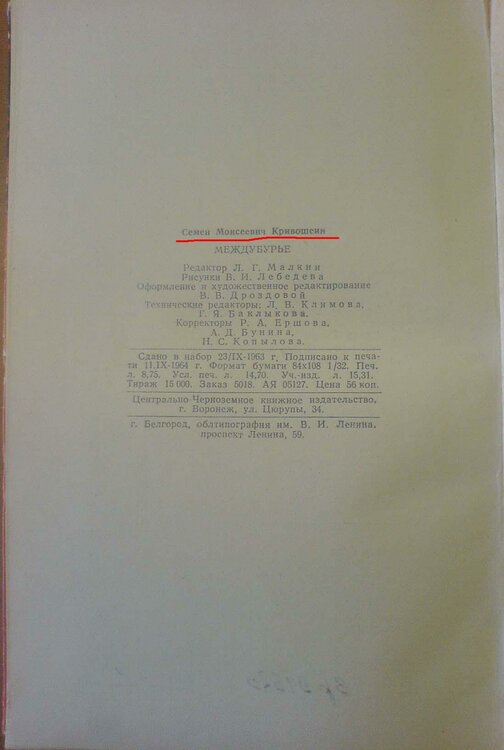 Семен Моисеевич Кривошеин
МЕЖДУБУРЬЕ
Редактор Л. Г. Малкин
Рисунки В. И. Лебедева
Оформление и художественное редактирование
В. В. Дроздовой
Технические редакторы: Л. В. Климова,
Г. Я. Баклыкова.
Корректоры Р. А. Ершова,
А. Д. Бунина,
Н. С. Копылова.
Сдано в набор 23/IX-1963 г. Подписано к печа-
ти 11.IX-1964 г. Формат бумаги 84х108 1/32. Печ.
л. 8,75. Усл. печ. л. 14,70. Уч.-изд. л. 15,31.
Тираж 15 000. Заказ 5018. АЯ 05127. Цена 56 коп.
Центрально-Черноземное книжное издательство,
г. Воронеж, ул. Цюрупы, 34.
г. Белгород, облтипография им. В. И. Ленина,
проспект Ленина, 59.